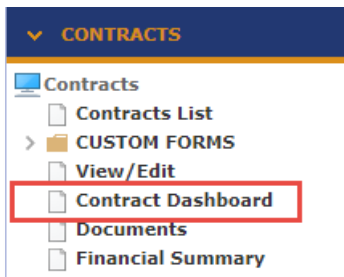 CONTRACTS
Contracts
Contracts List
CUSTOM FORMS
View/Edit
Contract Dashboard
Documents
Financial Summary